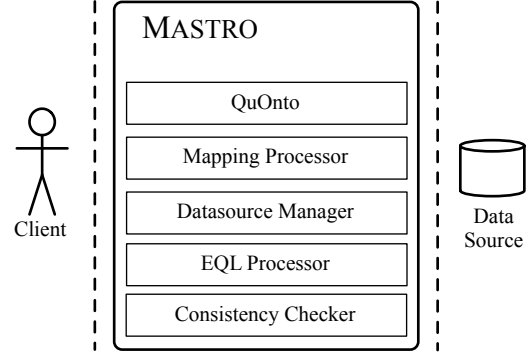 MASTRO
QuOnto
Mapping Processor
Datasource Manager
EQL Processor
Consistency Checker
Client
Data
Source